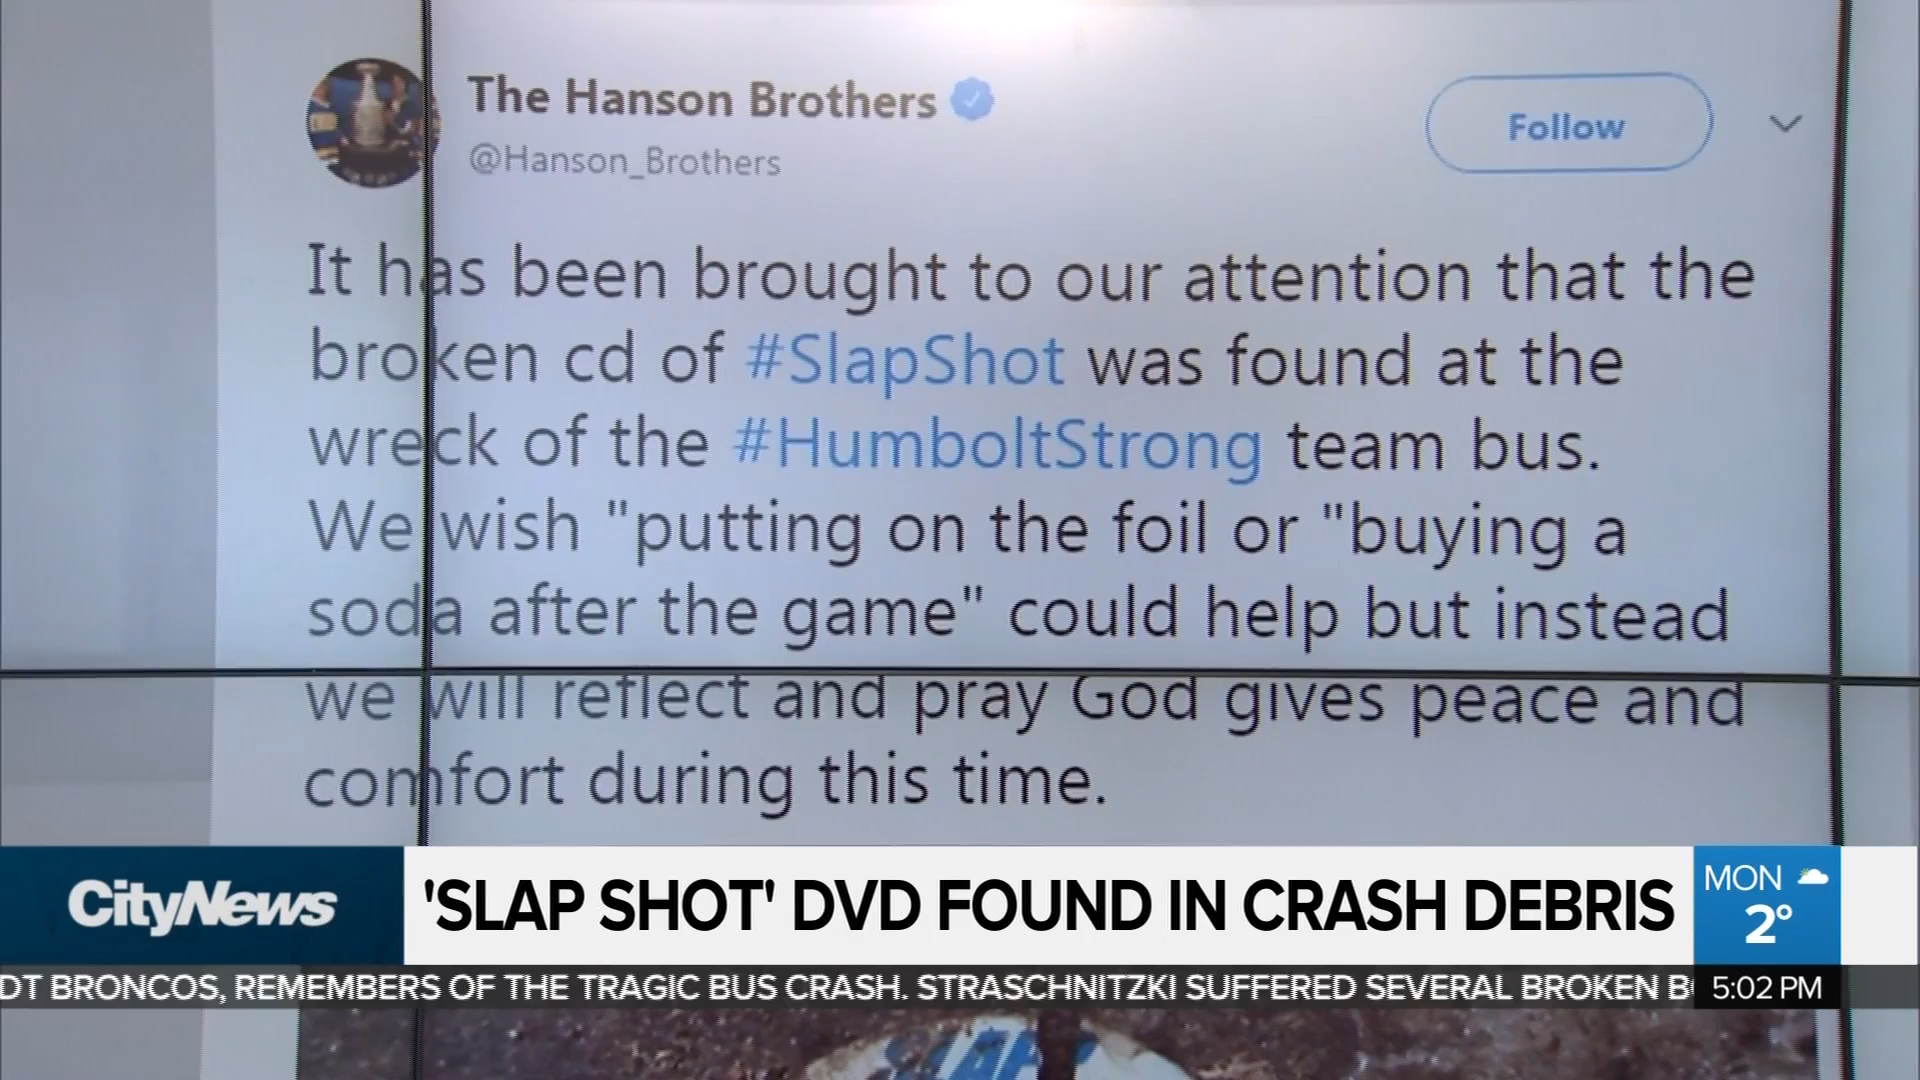 The Hanson Brothers
@Hanson_Brothers
Follow
It has been brought to our attention that the
broken cd of #SlapShot was found at the
wreck of the #HumboltStrong team bus.
We wish "putting on the foil or "buying a
soda after the game" could help but instead
we will reflect and pray God gives peace and
comfort during this time.
CityNews
'SLAP SHOT' DVD FOUND IN CRASH DEBRIS
MON
2°
DT BRONCOS, REMEMBERS OF THE TRAGIC BUS CRASH. STRASCHNITZKI SUFFERED SEVERAL BROKEN B
5:02 PM
SLAP